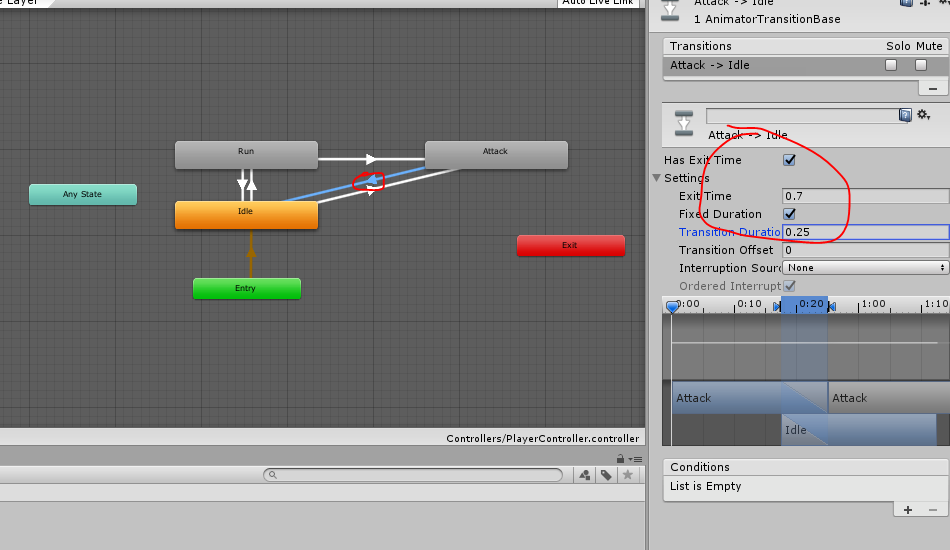 Layer
Auto Live Link
Run
Attack
Any State
Idle
Exit
Entry
Controllers/PlayerController.controller
Attack -> Idle
1 AnimatorTransitionBase
Transitions Solo Mute
Attack -> Idle
Attack -> Idle
Has Exit Time
Settings
Exit Time 0.7
Fixed Duration
Transition Duratio 0.25
Transition Offset 0
Interruption Sour None
Ordered Interrupt
0:00 0:10 0:20 1:00 1:10
Attack Attack
Idle
Conditions
List is Empty